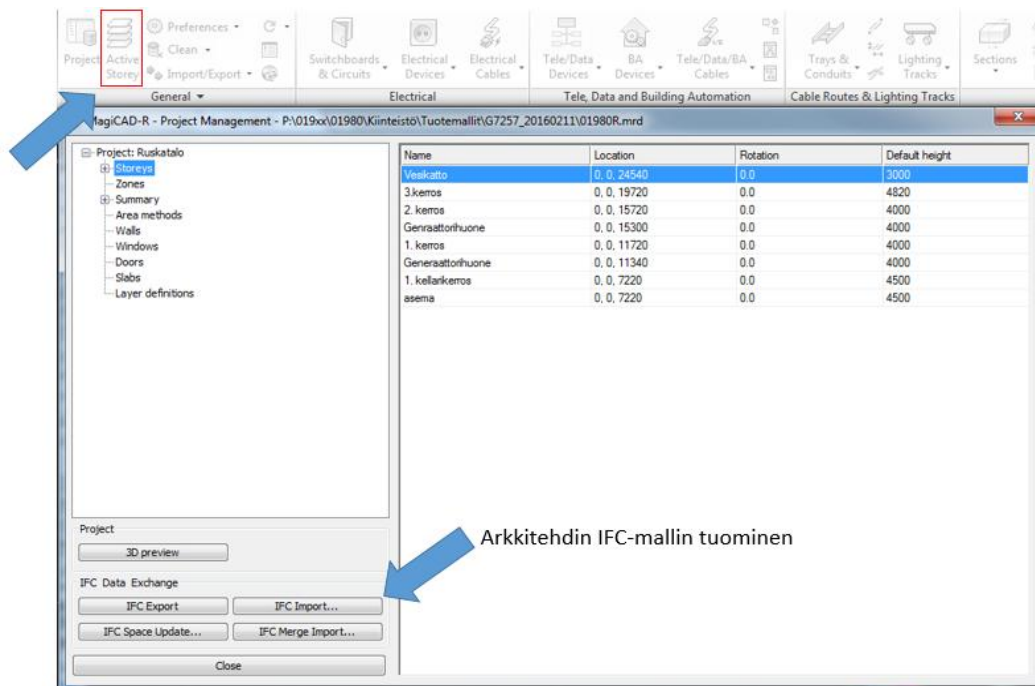 Project
Active
Storey
Preferences
Clean
Import/Export
Switchboards
& Circuits
Electrical
Devices
Electrical
Cables
Tele/Data
Devices
BA
Devices
Tele/Data/BA
Cables
Trays &
Conduits
Lighting
Tracks
Sections
General
Electrical
Tele, Data and Building Automation
Cable Routes & Lighting Tracks
MagiCAD-R - Project Management - P:\019xx\01980\Kiinteistö\Tuotemallit\G7257_20160211\01980R.mrd
Project: Ruskatalo
Storeys
Zones
Summary
Area methods
Walls
Windows
Doors
Slabs
Layer definitions
Name Location Rotation Default height
Vesikatto 0, 0, 24540 0.0 3000
3.kerros 0, 0, 19720 0.0 4820
2. kerros 0, 0, 15720 0.0 4000
Genraattorihuone 0, 0, 15300 0.0 4000
1. kerros 0, 0, 11720 0.0 4000
Generaattorihuone 0, 0, 11340 0.0 4000
1. kellarikerros 0, 0, 7220 0.0 4500
asema 0, 0, 7220 0.0 4500
Arkkitehdin IFC-mallin tuominen
Project
3D preview
IFC Data Exchange
IFC Export IFC Import...
IFC Space Update... IFC Merge Import...
Close